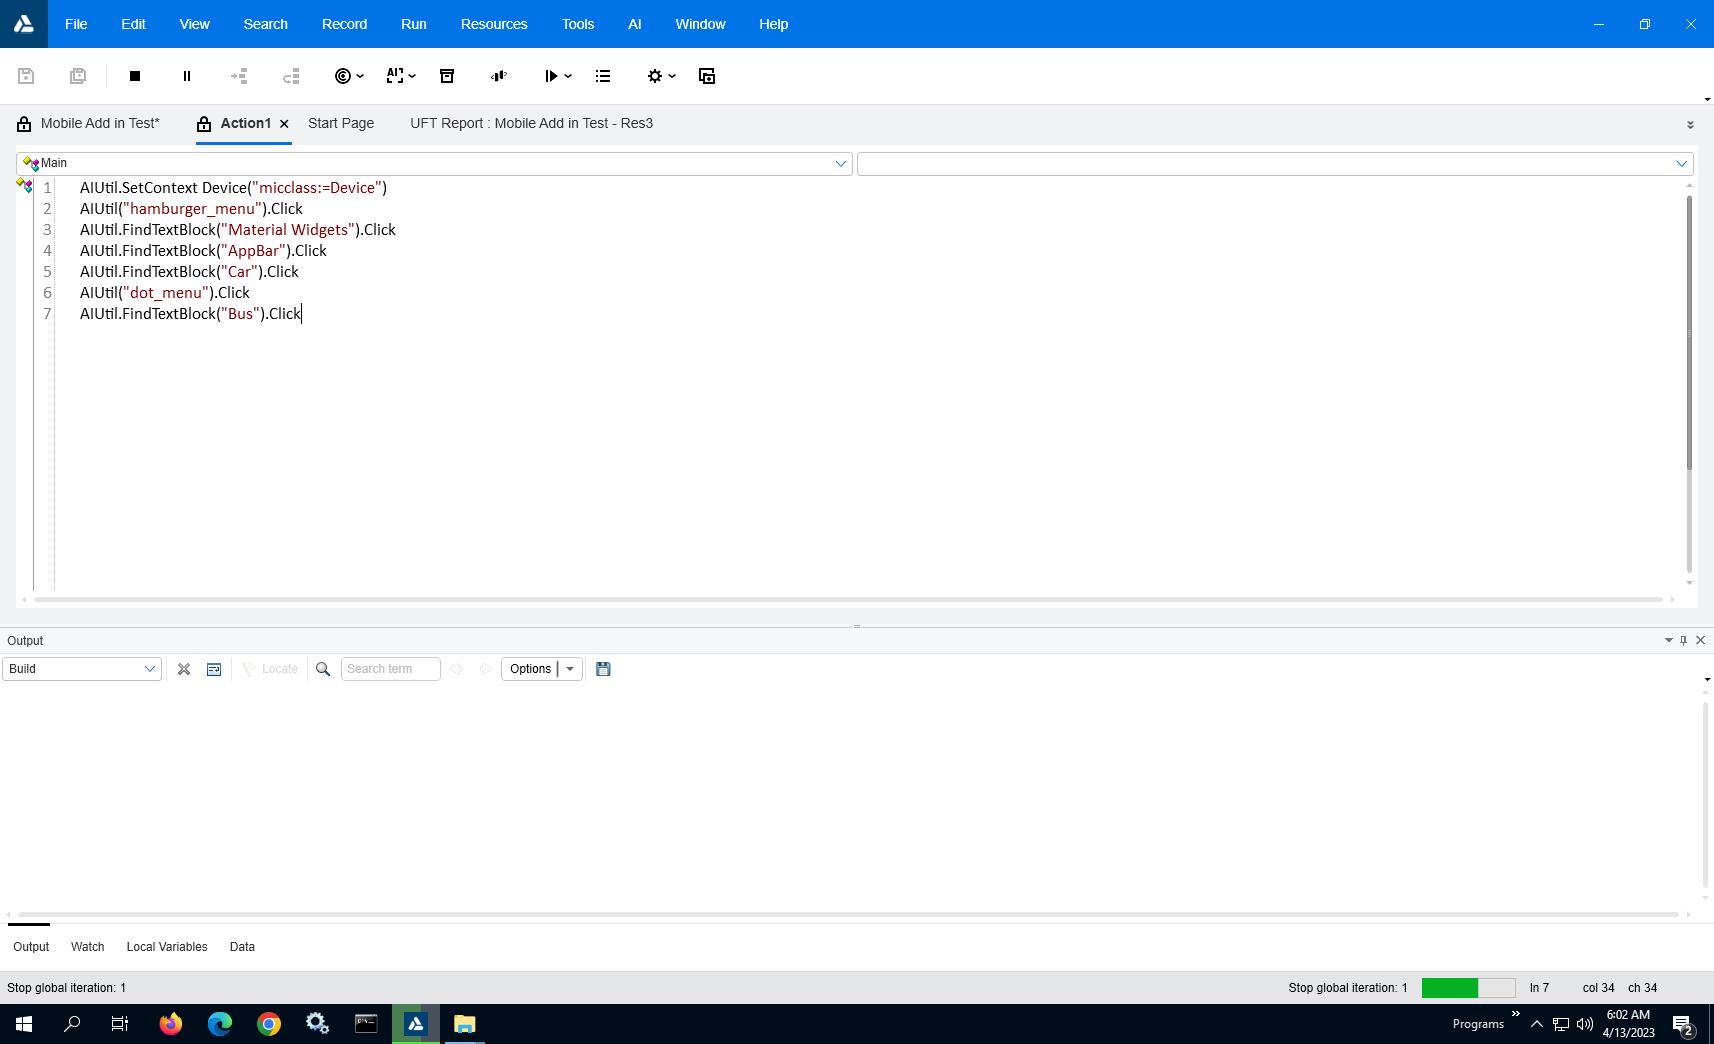 File Edit View Search Record Run Resources Tools AI Window Help
Mobile Add in Test* Action1 Start Page UFT Report : Mobile Add in Test - Res3
Main
1 AIUtil.SetContext Device("micclass:=Device")
2 AIUtil("hamburger_menu").Click
3 AIUtil.FindTextBlock("Material Widgets").Click
4 AIUtil.FindTextBlock("AppBar").Click
5 AIUtil.FindTextBlock("Car").Click
6 AIUtil("dot_menu").Click
7 AIUtil.FindTextBlock("Bus").Click
Output
Build Locate Search term Options
Output Watch Local Variables Data
Stop global iteration: 1 Stop global iteration: 1 ln 7 col 34 ch 34
Programs 6:02 AM
4/13/2023 2